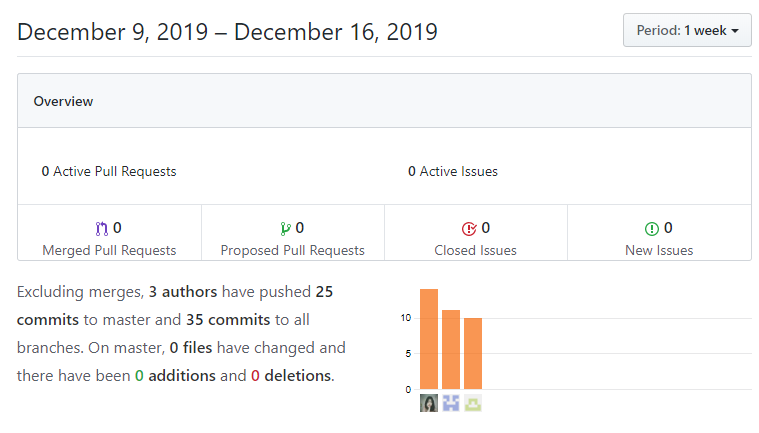 December 9, 2019 – December 16, 2019
Period: 1 week
Overview
0 Active Pull Requests
0 Active Issues
0
Merged Pull Requests
0
Proposed Pull Requests
0
Closed Issues
0
New Issues
Excluding merges, 3 authors have pushed 25
commits to master and 35 commits to all
branches. On master, 0 files have changed and
there have been 0 additions and 0 deletions.
10
5
0